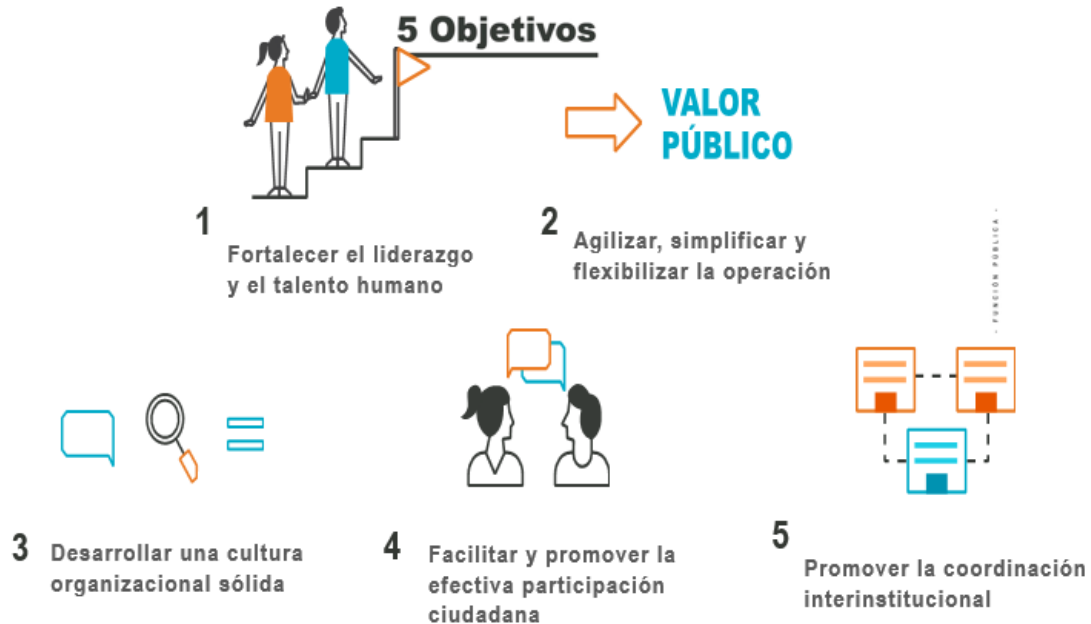 5 Objetivos
VALOR
PÚBLICO
1
Fortalecer el liderazgo
y el talento humano
2
Agilizar, simplificar y
flexibilizar la operación
- FUNCIÓN PÚBLICA -
3
Desarrollar una cultura
organizacional sólida
4
Facilitar y promover la
efectiva participación
ciudadana
5
Promover la coordinación
interinstitucional